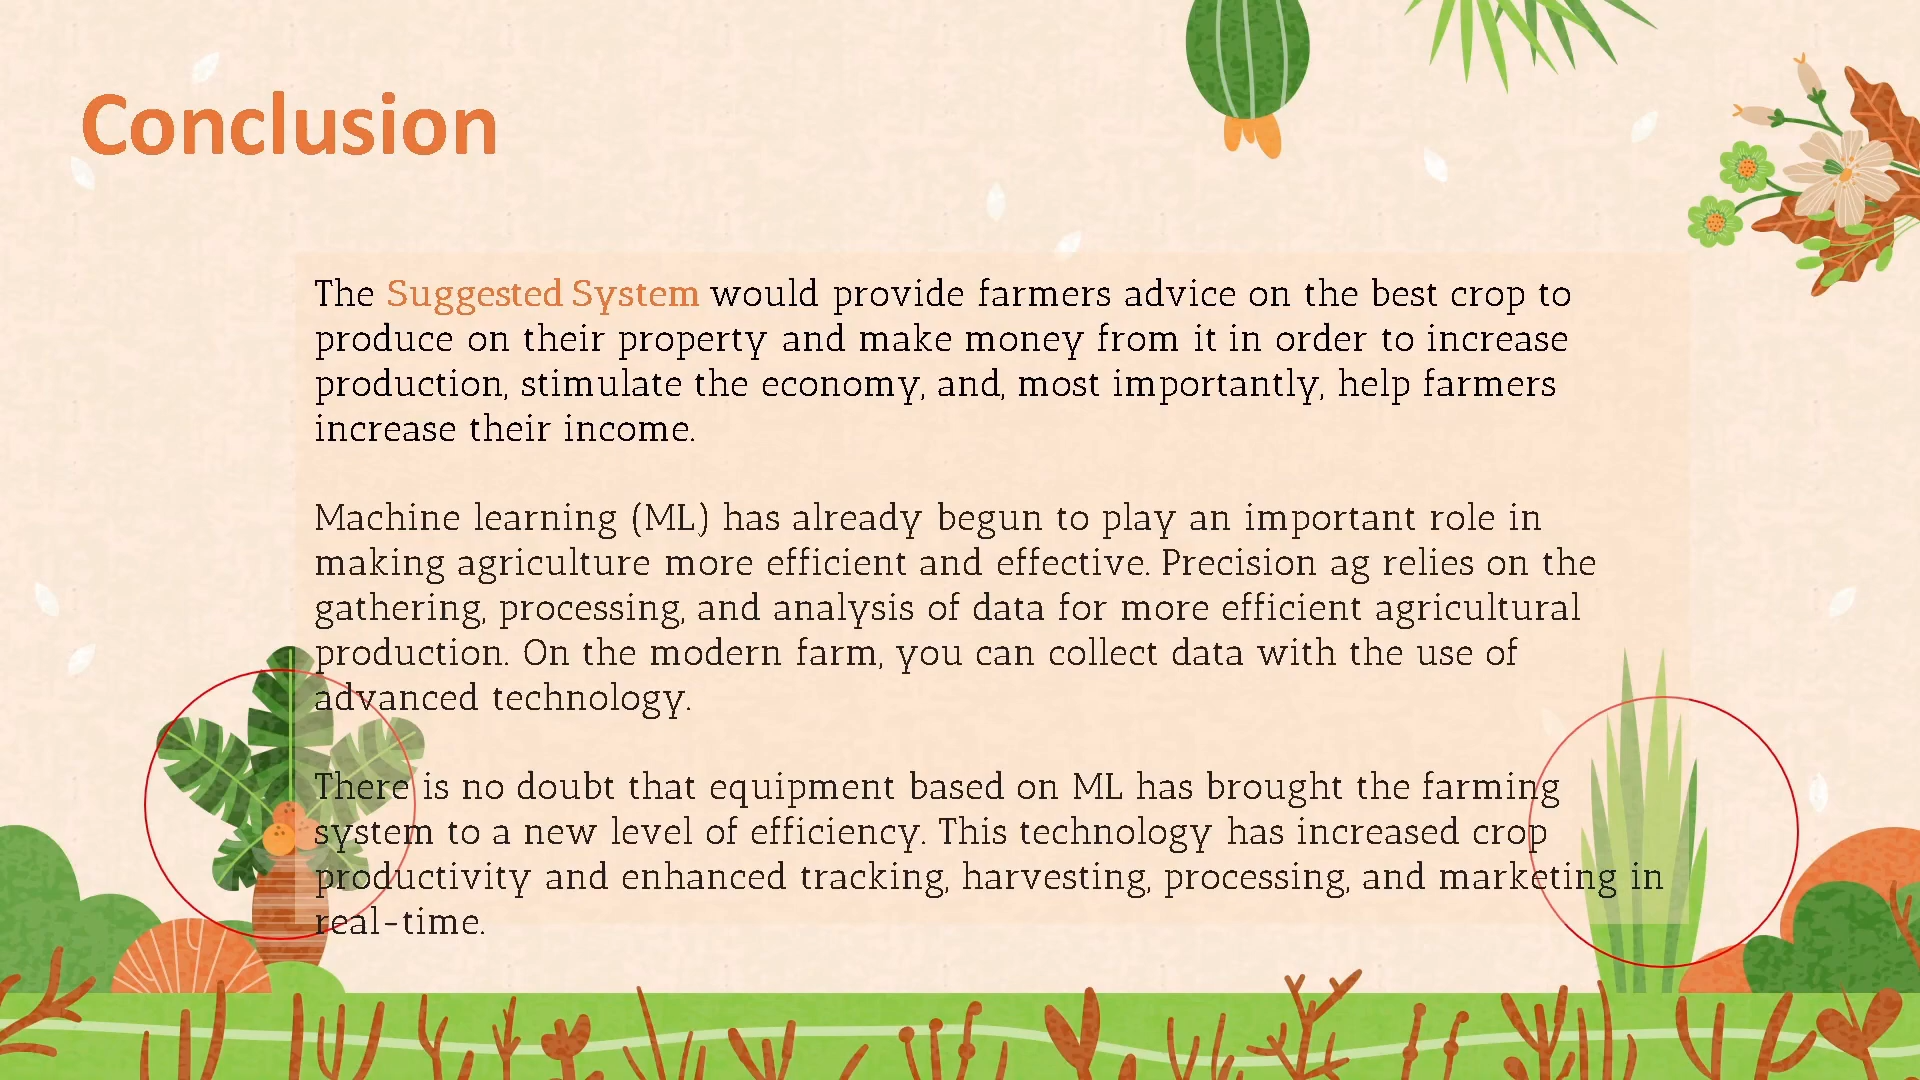 Conclusion
The Suggested System would provide farmers advice on the best crop to
produce on their property and make money from it in order to increase
production, stimulate the economy, and, most importantly, help farmers
increase their income.
Machine learning (ML) has already begun to play an important role in
making agriculture more efficient and effective. Precision ag relies on the
gathering, processing, and analysis of data for more efficient agricultural
production. On the modern farm, you can collect data with the use of
advanced technology.
There is no doubt that equipment based on ML has brought the farming
system to a new level of efficiency. This technology has increased crop
productivity and enhanced tracking, harvesting, processing, and marketing in
real-time.